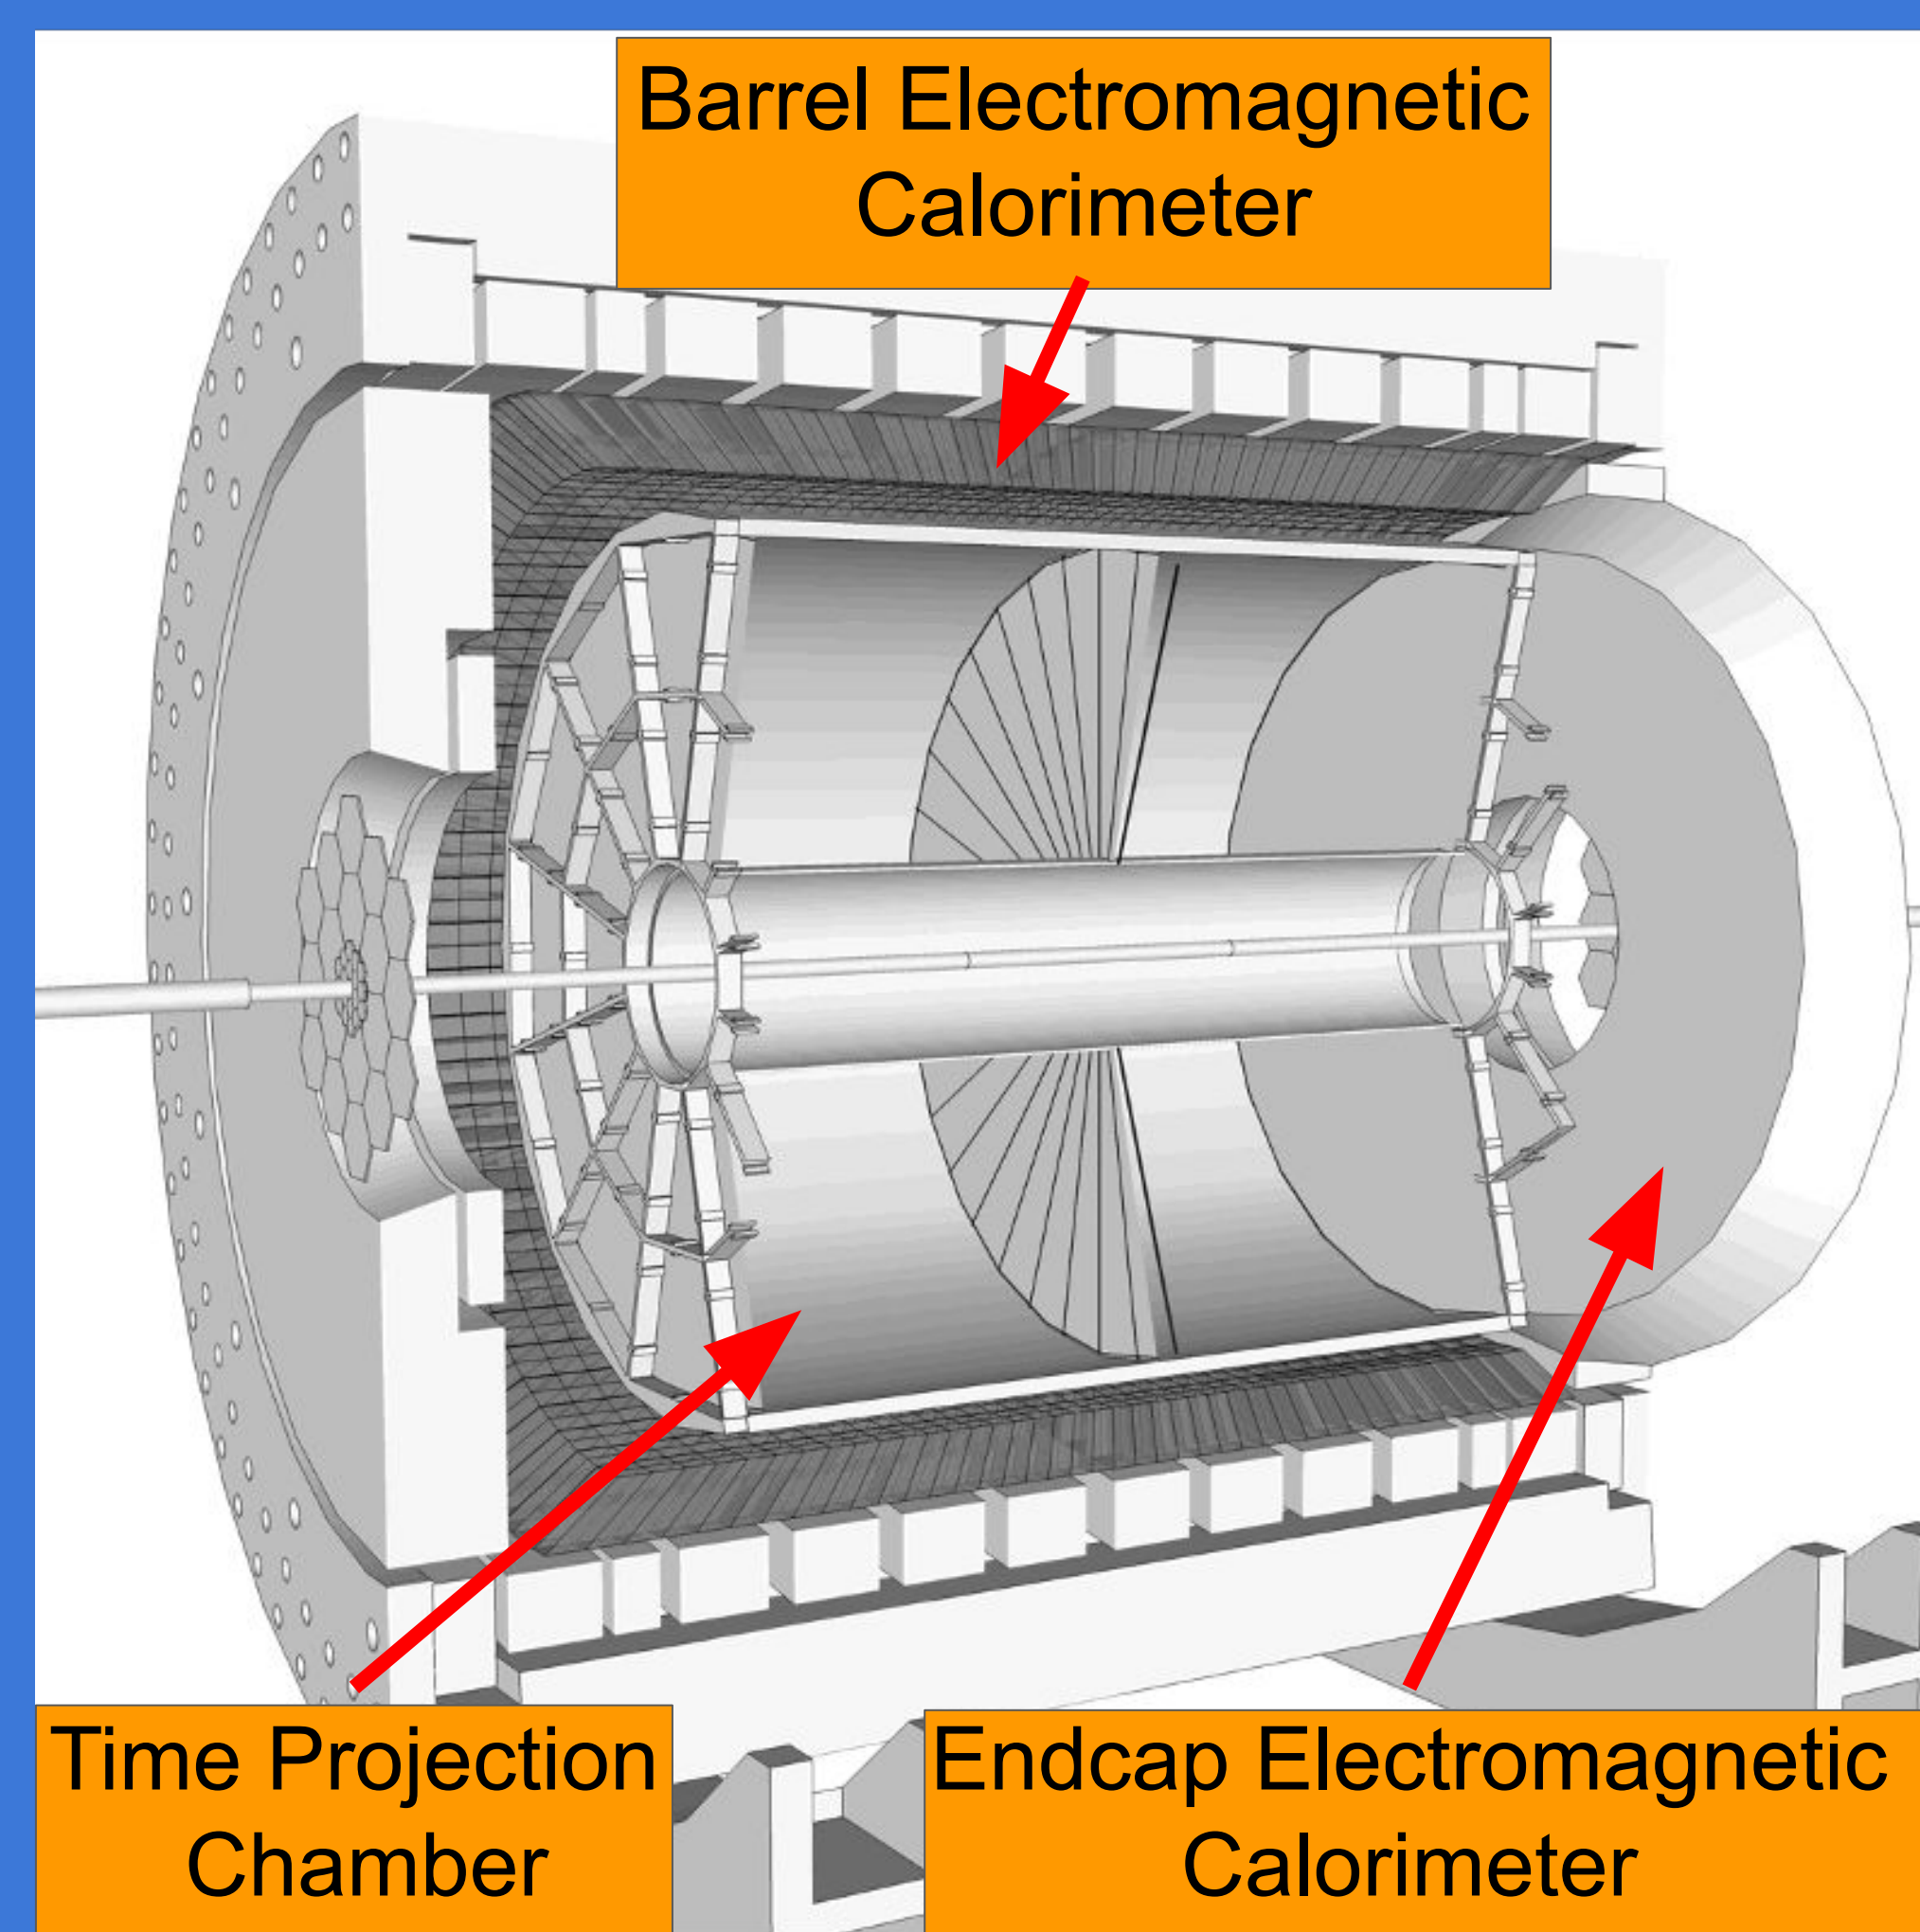 Barrel Electromagnetic
Calorimeter
Time Projection
Chamber
Endcap Electromagnetic
Calorimeter